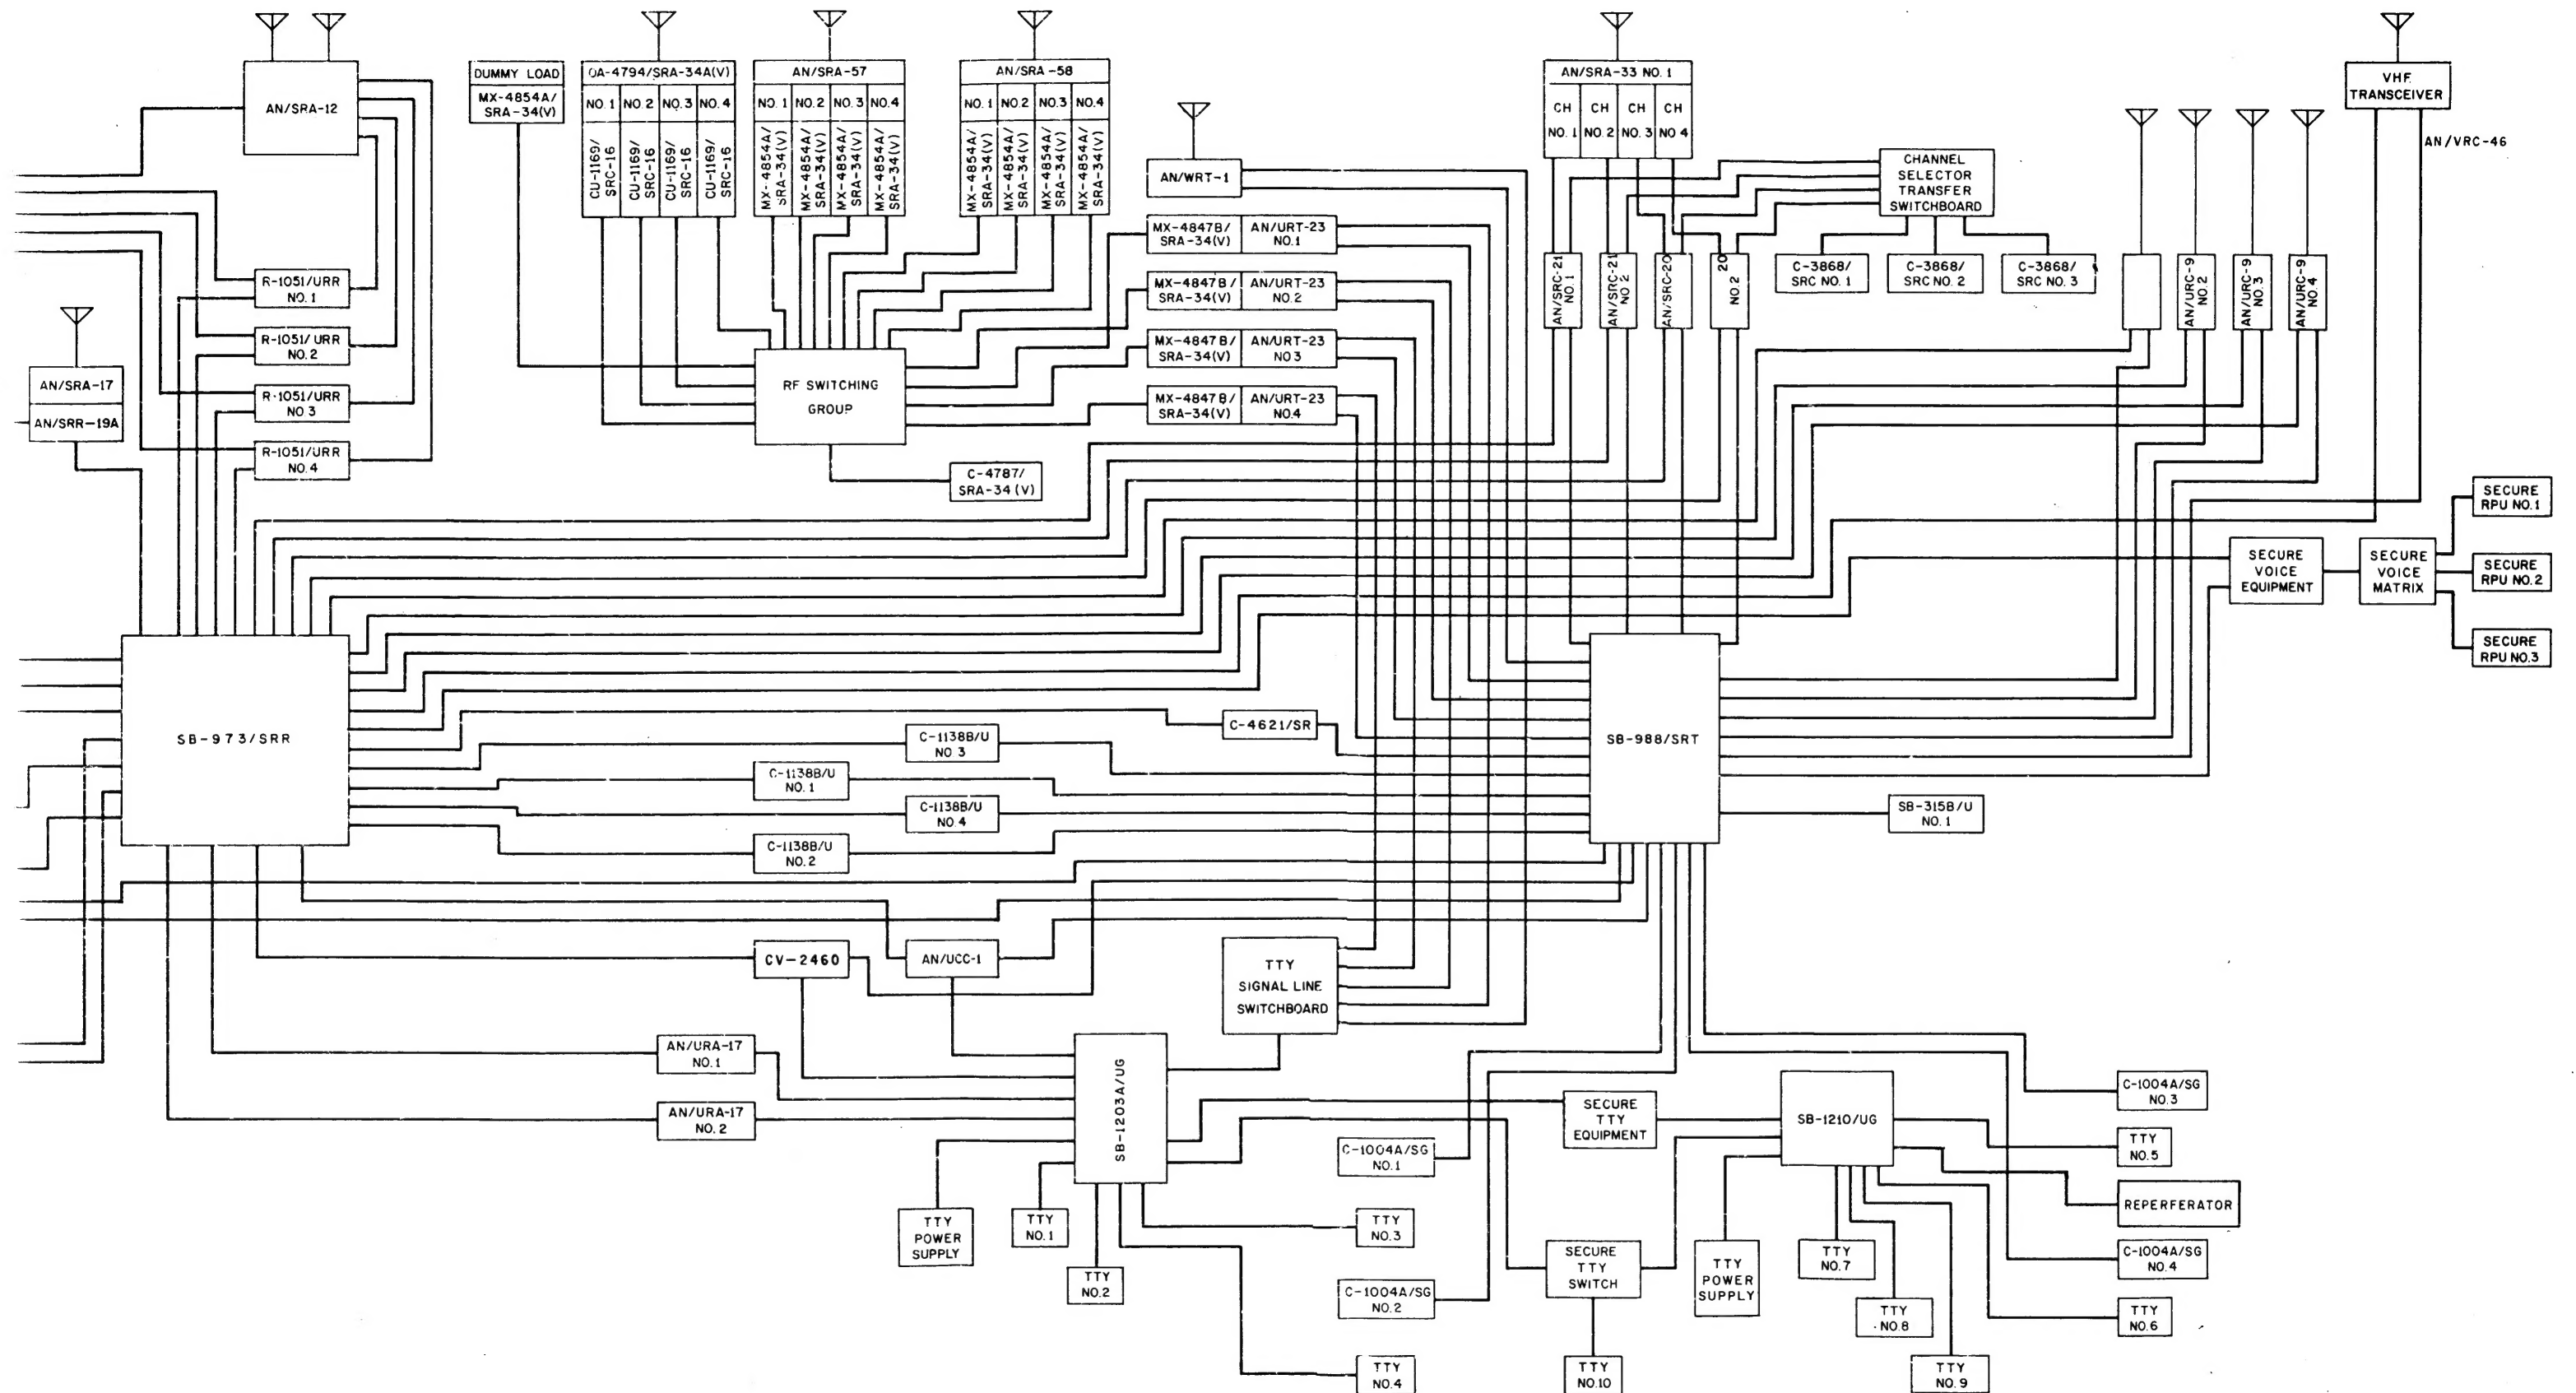 AN/SRA-12
DUMMY LOAD
MX-4854A/
SRA-34(V)
OA-4794/SRA-34A(V)
NO.1 NO.2 NO.3 NO.4
CU-1169/
SRC-16
CU-1169/
SRC-16
CU-1169/
SRC-16
CU-1169/
SRC-16
AN/SRA-57
NO.1 NO.2 NO.3 NO.4
MX-4854A/
SRA-34(V)
MX-4854A/
SRA-34(V)
MX-4854A/
SRA-34(V)
MX-4854A/
SRA-34(V)
AN/SRA-58
NO.1 NO.2 NO.3 NO.4
MX-4854A/
SRA-34(V)
MX-4854A/
SRA-34(V)
MX-4854A/
SRA-34(V)
MX-4854A/
SRA-34(V)
AN/WRT-1
AN/SRA-33 NO.1
CH CH CH CH
NO.1 NO.2 NO.3 NO 4
CHANNEL
SELECTOR
TRANSFER
SWITCHBOARD
VHF
TRANSCEIVER
AN/VRC-46
MX-4847B/
SRA-34(V)
AN/URT-23
NO.1
MX-4847B/
SRA-34(V)
AN/URT-23
NO.2
MX-4847B/
SRA-34(V)
AN/URT-23
NO3
MX-4847B/
SRA-34(V)
AN/URT-23
NO.4
AN/SRC-21
NO.1
AN/SRC-21
NO 2
AN/SRC-20
20
NO.2
C-3868/
SRC NO.1
C-3868/
SRC NO.2
C-3868/
SRC NO.3
AN/URC-9
NO.2
AN/URC-9
NO.3
AN/URC-9
NO.4
R-1051/URR
NO.1
R-1051/URR
NO.2
R-1051/URR
NO 3
R-1051/URR
NO.4
AN/SRA-17
AN/SRR-19A
RF SWITCHING
GROUP
C-4787/
SRA-34(V)
SECURE
VOICE
EQUIPMENT
SECURE
VOICE
MATRIX
SECURE
RPU NO.1
SECURE
RPU NO.2
SECURE
RPU NO.3
SB-973/SRR
C-4621/SR
C-1138B/U
NO 3
C-1138B/U
NO.1
C-1138B/U
NO.4
C-1138B/U
NO.2
SB-988/SRT
SB-315B/U
NO.1
CV-2460
AN/UCC-1
TTY
SIGNAL LINE
SWITCHBOARD
AN/URA-17
NO.1
AN/URA-17
NO.2
SB-1203A/UG
SECURE
TTY
EQUIPMENT
SB-1210/UG
C-1004A/SG
NO.3
TTY
NO.5
REPERFERATOR
C-1004A/SG
NO.4
TTY
NO.6
C-1004A/SG
NO.1
TTY
POWER
SUPPLY
TTY
NO.1
TTY
NO.2
TTY
NO.3
C-1004A/SG
NO.2
TTY
NO.4
SECURE
TTY
SWITCH
TTY
NO.10
TTY
POWER
SUPPLY
TTY
NO.7
TTY
NO.8
TTY
NO.9